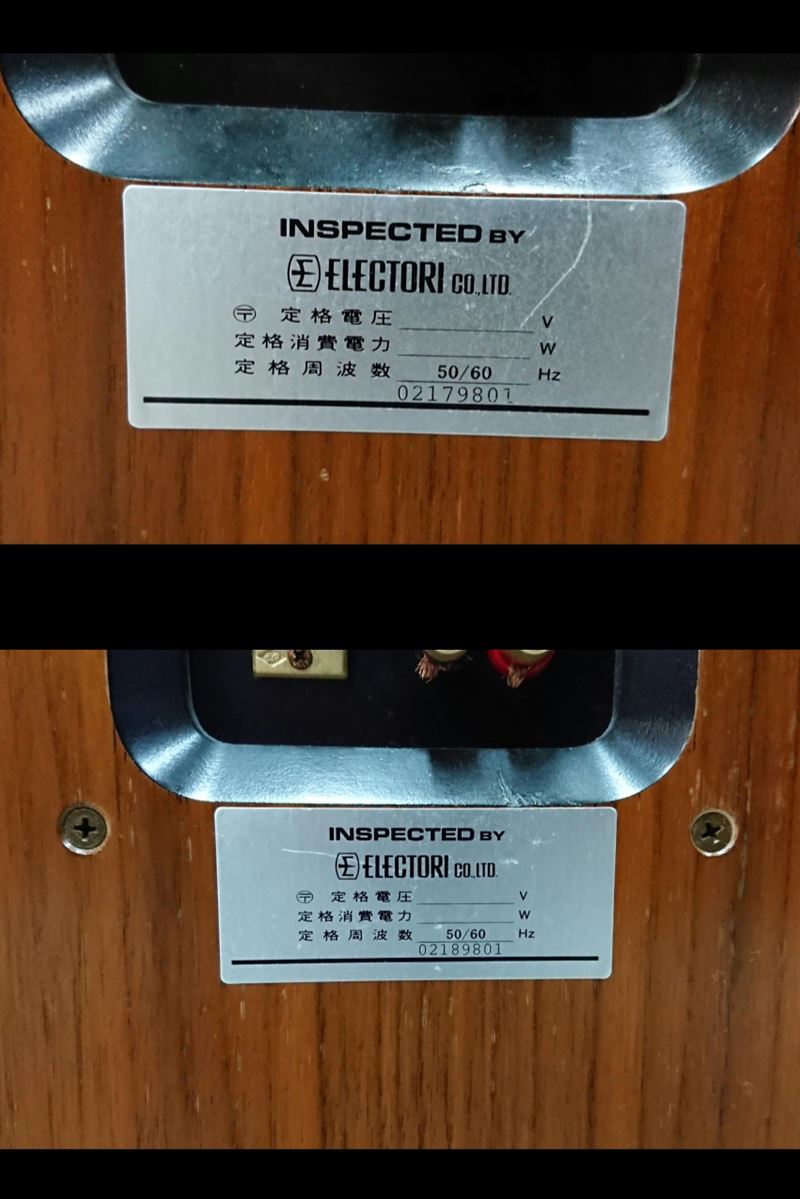 INSPECTED BY
ELECTORI CO.,LTD.
〶 定格電圧 V
定格消費電力 W
定格周波数 50/60 Hz
02179801
INSPECTED BY
ELECTORI CO.,LTD.
〶 定格電圧 V
定格消費電力 W
定格周波数 50/60 Hz
02189801